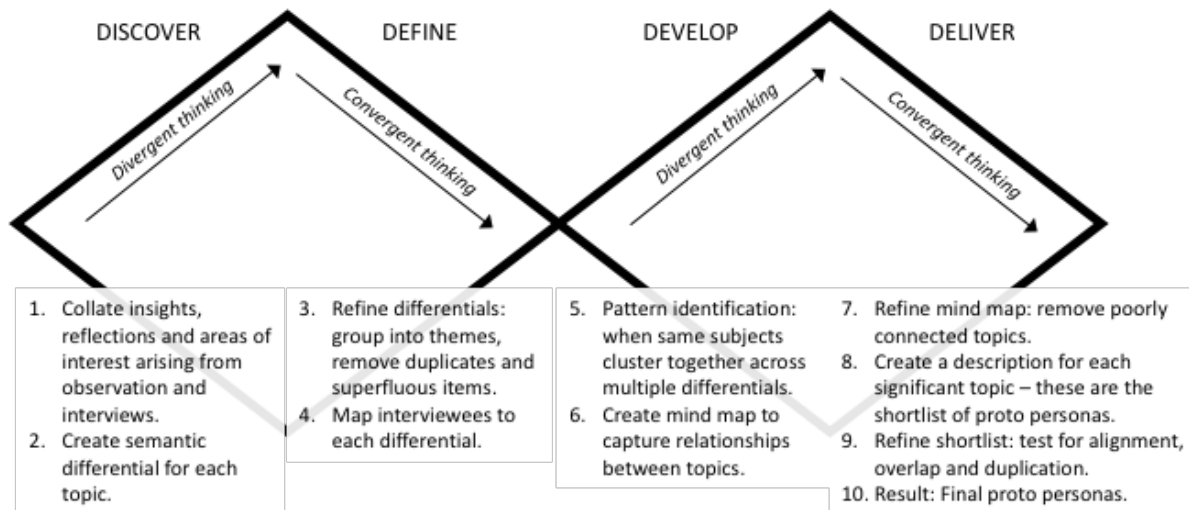 DISCOVER
DEFINE
DEVELOP
DELIVER
Divergent thinking
Convergent thinking
Divergent thinking
Convergent thinking
1. Collate insights,
reflections and areas of
interest arising from
observation and
interviews.
2. Create semantic
differential for each
topic.
3. Refine differentials:
group into themes,
remove duplicates and
superfluous items.
4. Map interviewees to
each differential.
5. Pattern identification:
when same subjects
cluster together across
multiple differentials.
6. Create mind map to
capture relationships
between topics.
7. Refine mind map: remove poorly
connected topics.
8. Create a description for each
significant topic – these are the
shortlist of proto personas.
9. Refine shortlist: test for alignment,
overlap and duplication.
10. Result: Final proto personas.